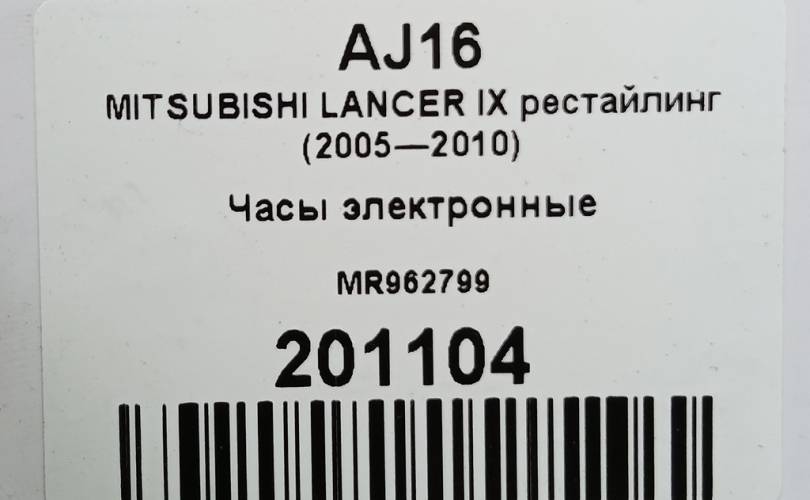 AJ16
MITSUBISHI LANCER IX рестайлинг
(2005—2010)
Часы электронные
MR962799
201104